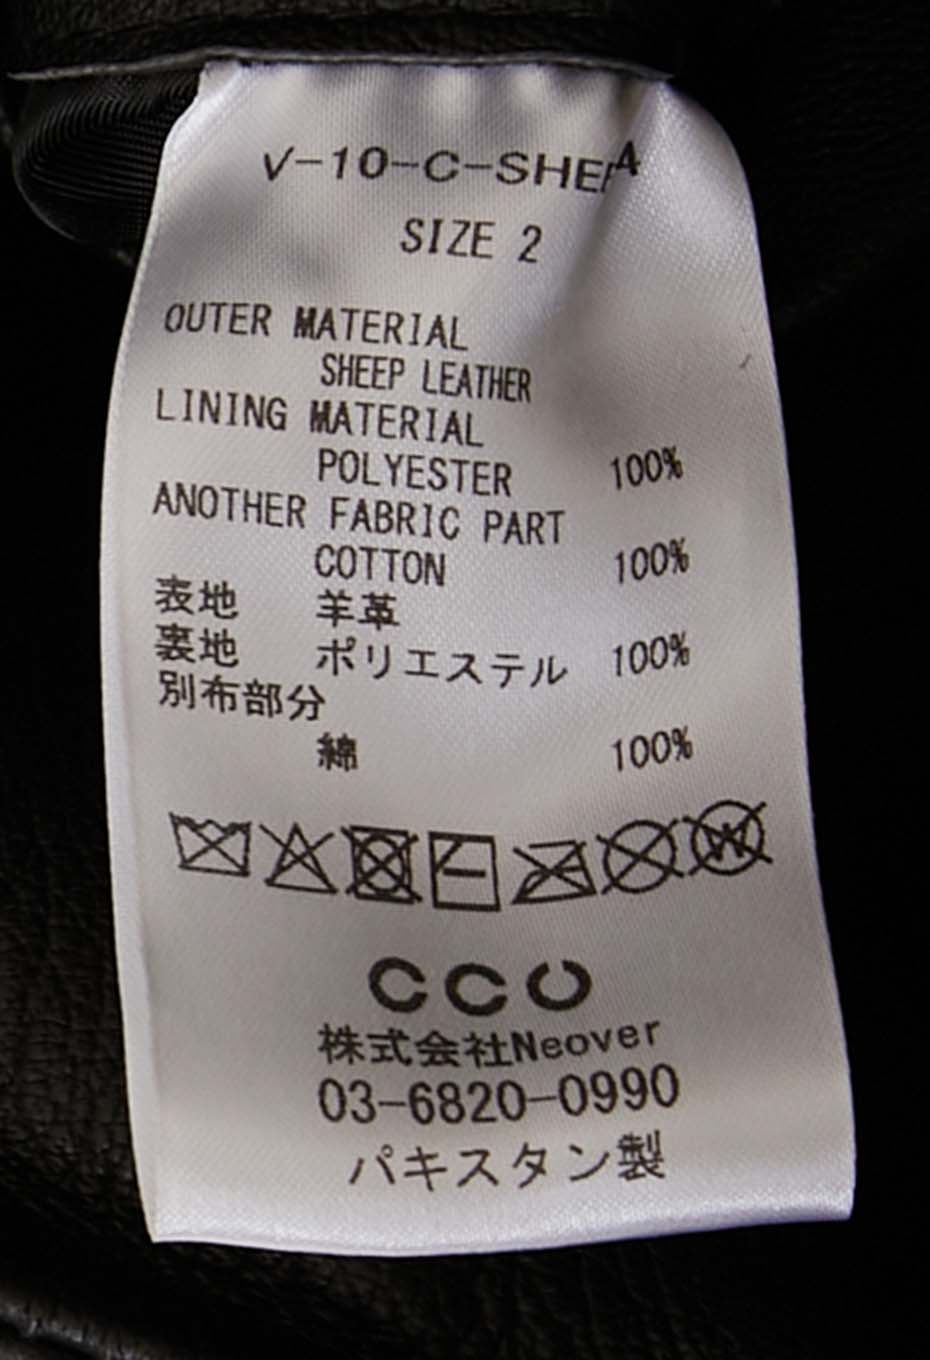 V-10-C-SHE
SIZE 2
OUTER MATERIAL
SHEEP LEATHER
LINING MATERIAL
POLYESTER 100%
ANOTHER FABRIC PART
COTTON 100%
表地 羊革
裏地 ポリエステル 100%
別布部分
綿 100%
W
CCU
株式会社Neover
03-6820-0990
パキスタン製